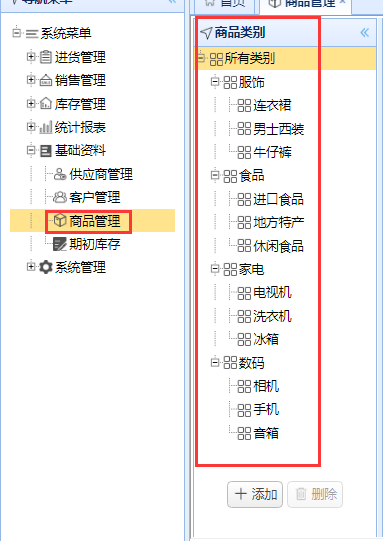 导航菜单
首页
商品管理
系统菜单
进货管理
销售管理
库存管理
统计报表
基础资料
供应商管理
客户管理
商品管理
期初库存
系统管理
商品类别
所有类别
服饰
连衣裙
男士西装
牛仔裤
食品
进口食品
地方特产
休闲食品
家电
电视机
洗衣机
冰箱
数码
相机
手机
音箱
添加
删除